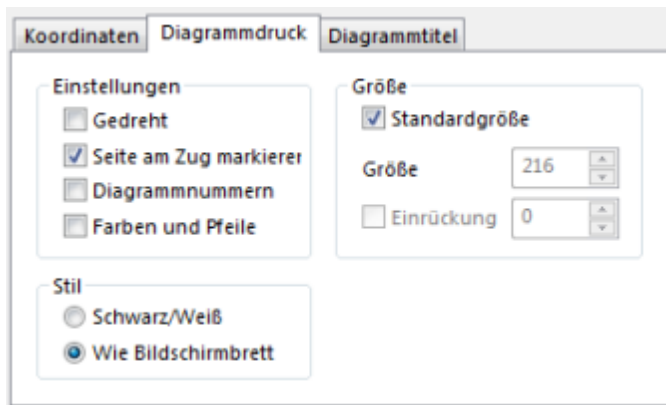 Koordinaten Diagrammdruck Diagrammtitel
Einstellungen
Gedreht
Seite am Zug markierer
Diagrammnummern
Farben und Pfeile
Größe
Standardgröße
Größe 216
Einrückung 0
Stil
Schwarz/Weiß
Wie Bildschirmbrett